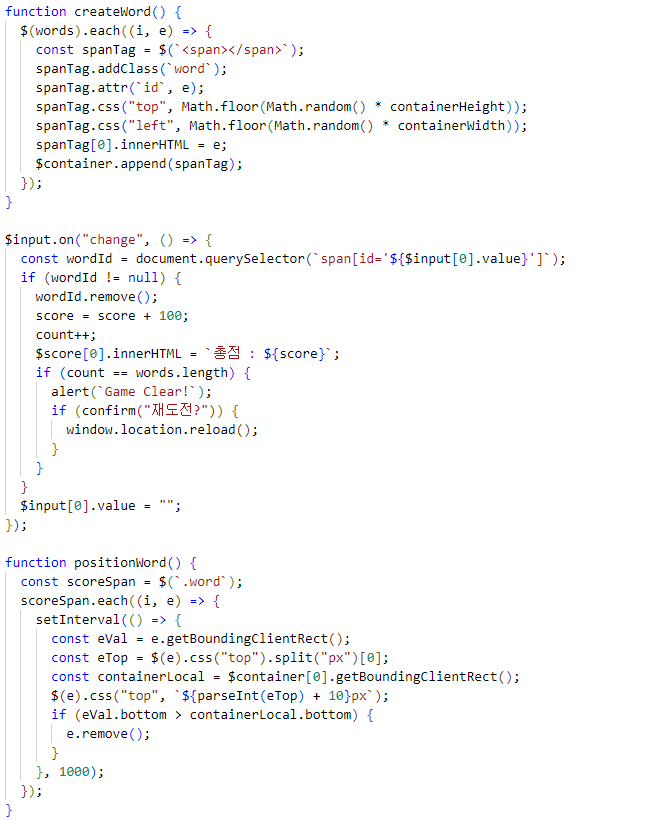 function createWord() {
  $(words).each((i, e) => {
    const spanTag = $(`<span></span>`);
    spanTag.addClass(`word`);
    spanTag.attr(`id`, e);
    spanTag.css("top", Math.floor(Math.random() * containerHeight));
    spanTag.css("left", Math.floor(Math.random() * containerWidth));
    spanTag[0].innerHTML = e;
    $container.append(spanTag);
  });
}

$input.on("change", () => {
  const wordId = document.querySelector(`span[id='${$input[0].value}']`);
  if (wordId != null) {
    wordId.remove();
    score = score + 100;
    count++;
    $score[0].innerHTML = `총점 : ${score}`;
    if (count == words.length) {
      alert(`Game Clear!`);
      if (confirm("재도전?")) {
        window.location.reload();
      }
    }
  }
  $input[0].value = "";
});

function positionWord() {
  const scoreSpan = $(`.word`);
  scoreSpan.each((i, e) => {
    setInterval(() => {
      const eVal = e.getBoundingClientRect();
      const eTop = $(e).css("top").split("px")[0];
      const containerLocal = $container[0].getBoundingClientRect();
      $(e).css("top", `${parseInt(eTop) + 10}px`);
      if (eVal.bottom > containerLocal.bottom) {
        e.remove();
      }
    }, 1000);
  });
}